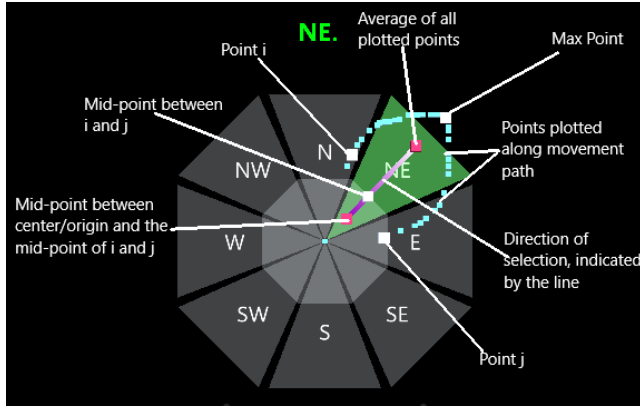 NE.
Average of all
plotted points
Max Point
Point i
Mid-point between
i and j
N
NW
NE
Points plotted
along movement
path
Mid-point between
center/origin and the
mid-point of i and j
W
E
Direction of
selection, indicated
by the line
SW
S
SE
Point j